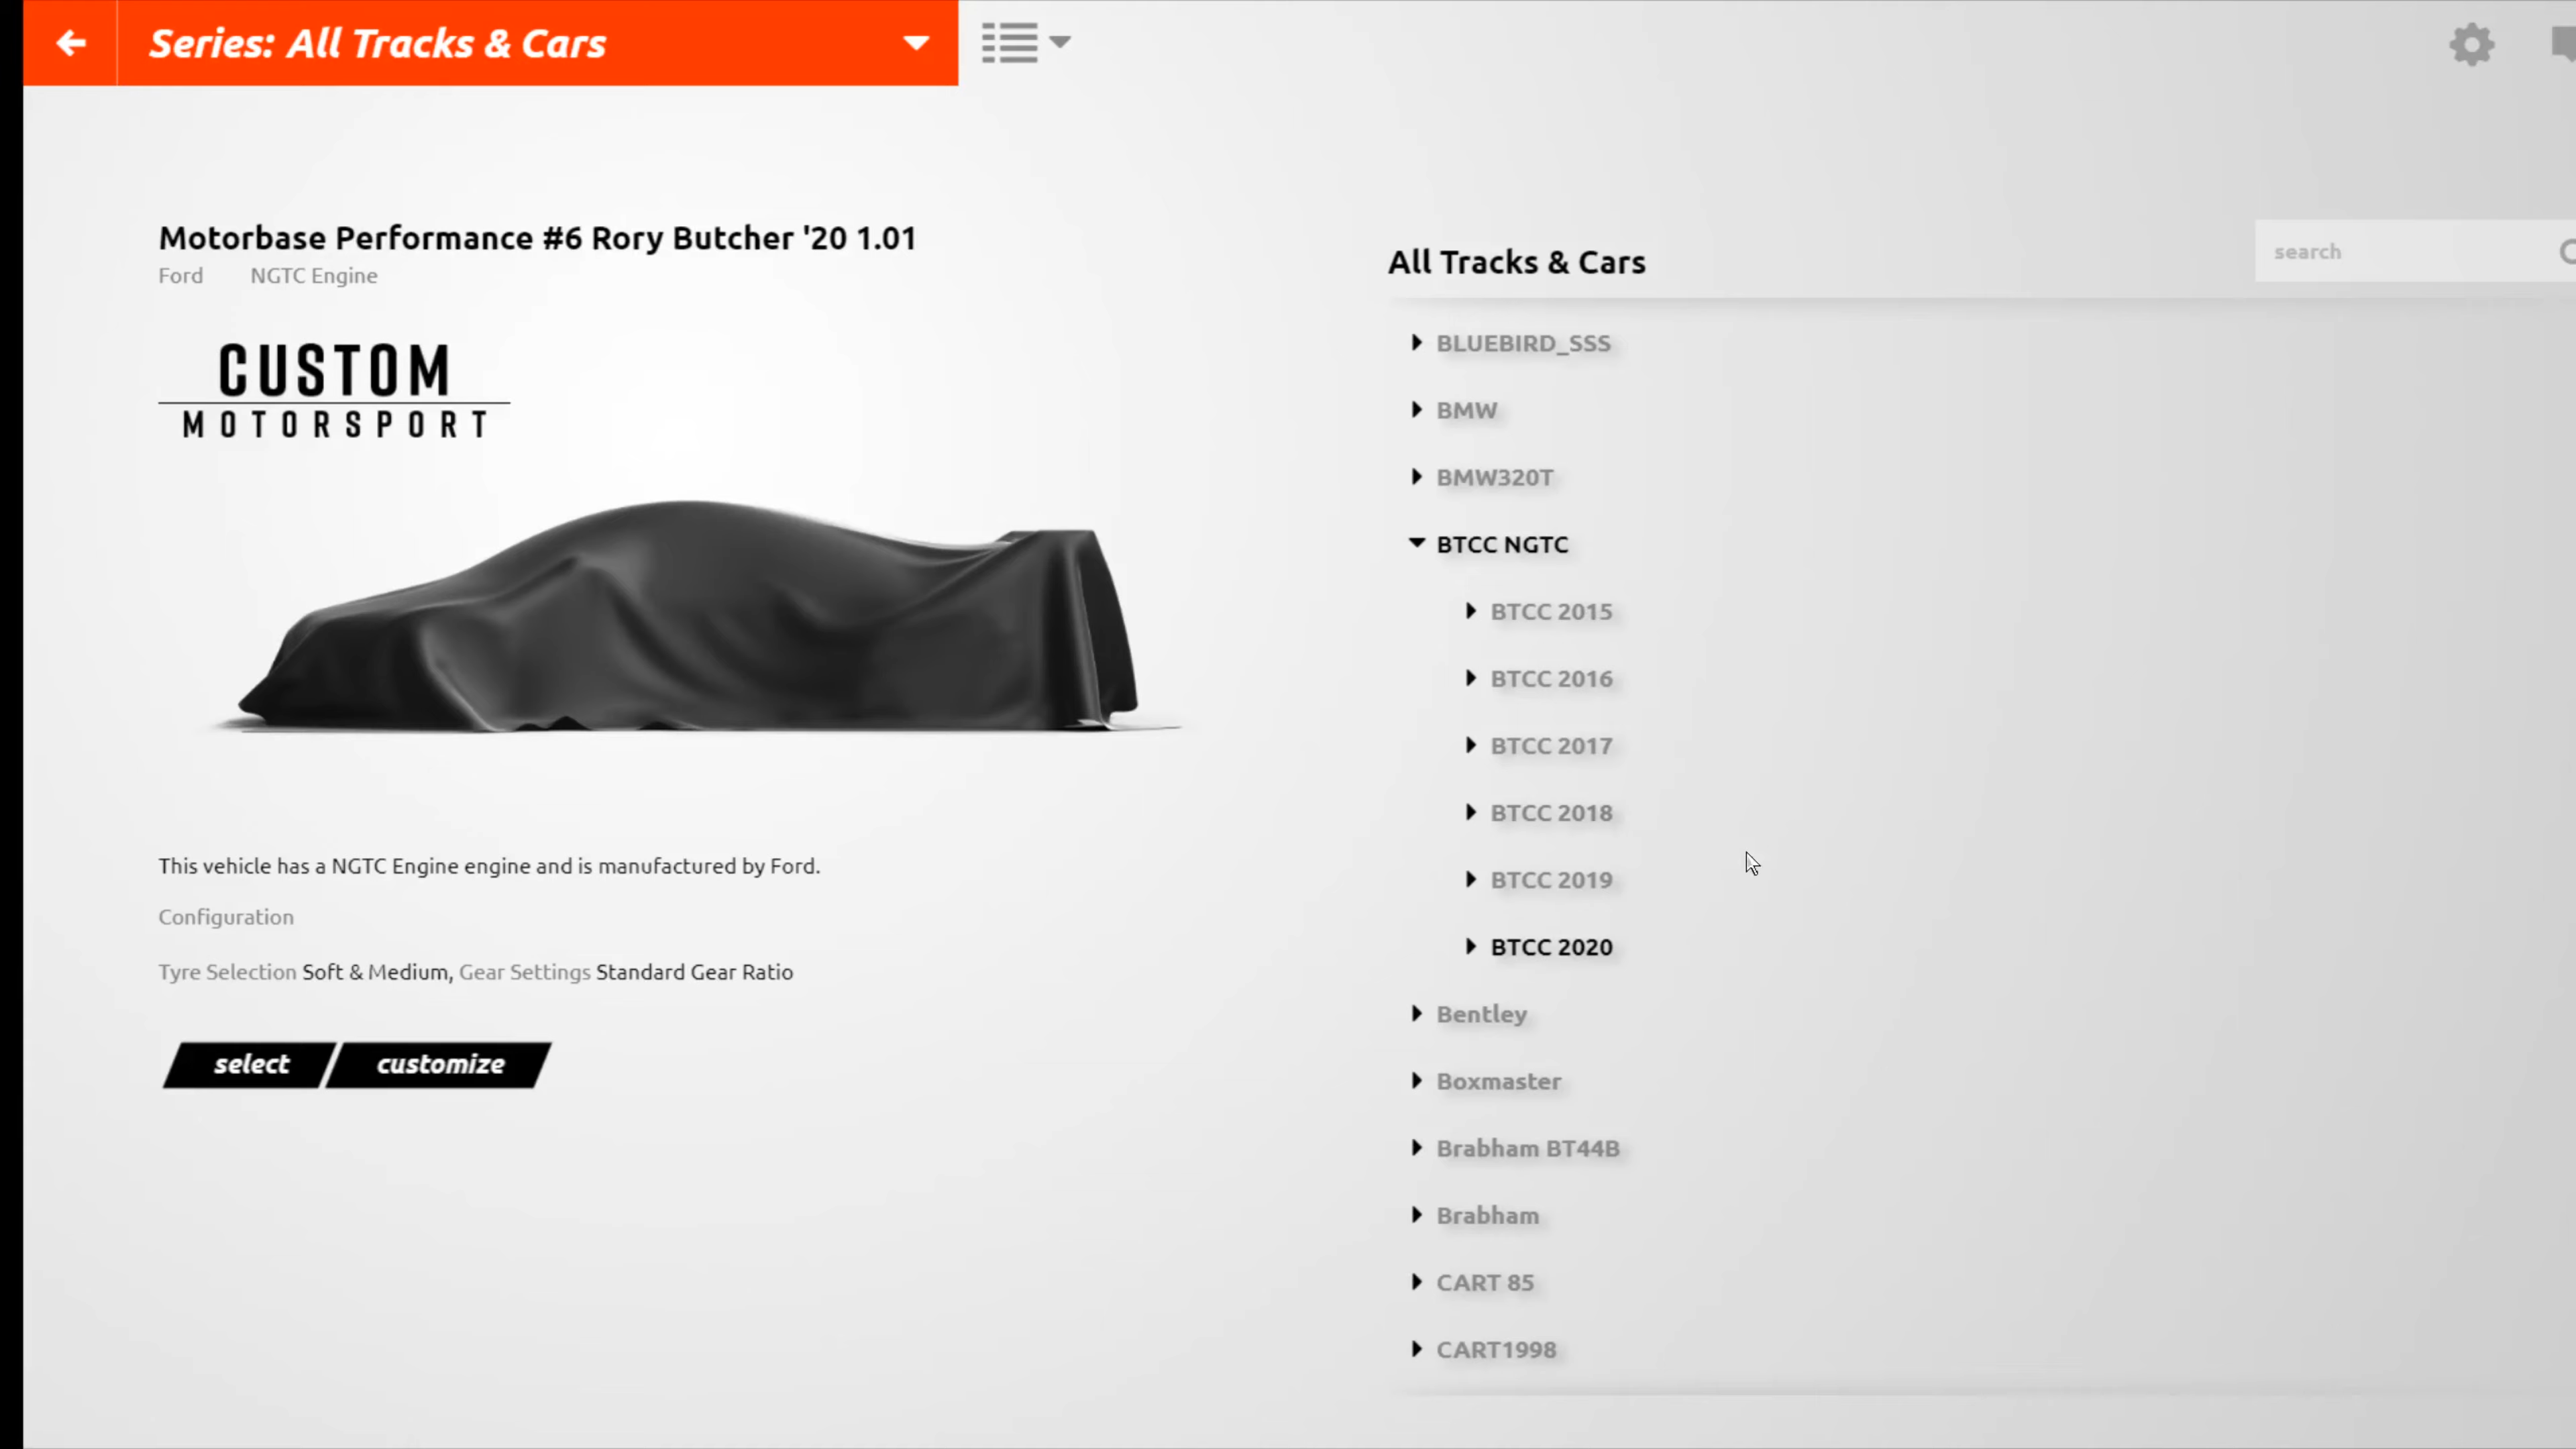 Series: All Tracks & Cars
Motorbase Performance #6 Rory Butcher '20 1.01
Ford NGTC Engine
CUSTOM
MOTORSPORT
This vehicle has a NGTC Engine engine and is manufactured by Ford.
Configuration
Tyre Selection Soft & Medium, Gear Settings Standard Gear Ratio
select customize
All Tracks & Cars
search
BLUEBIRD_SSS
BMW
BMW320T
BTCC NGTC
BTCC 2015
BTCC 2016
BTCC 2017
BTCC 2018
BTCC 2019
BTCC 2020
Bentley
Boxmaster
Brabham BT44B
Brabham
CART 85
CART1998